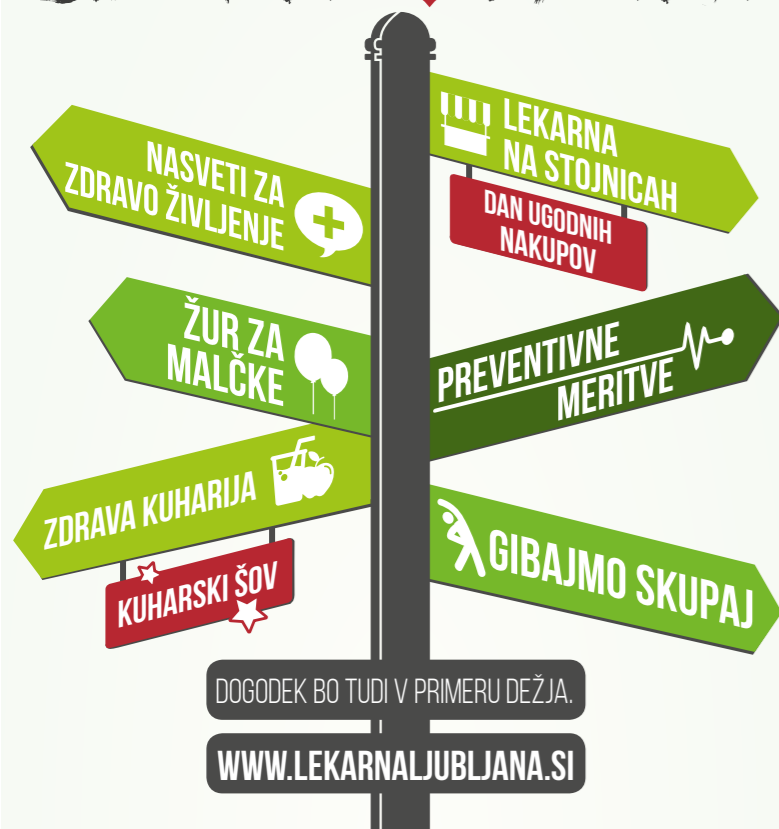 NASVETI ZA
ZDRAVO ŽIVLJENJE
LEKARNA
NA STOJNICAH
DAN UGODNIH
NAKUPOV
ŽUR ZA
MALČKE
PREVENTIVNE
MERITVE
ZDRAVA KUHARIJA
KUHARSKI ŠOV
GIBAJMO SKUPAJ
DOGODEK BO TUDI V PRIMERU DEŽJA.
WWW.LEKARNALJUBLJANA.SI